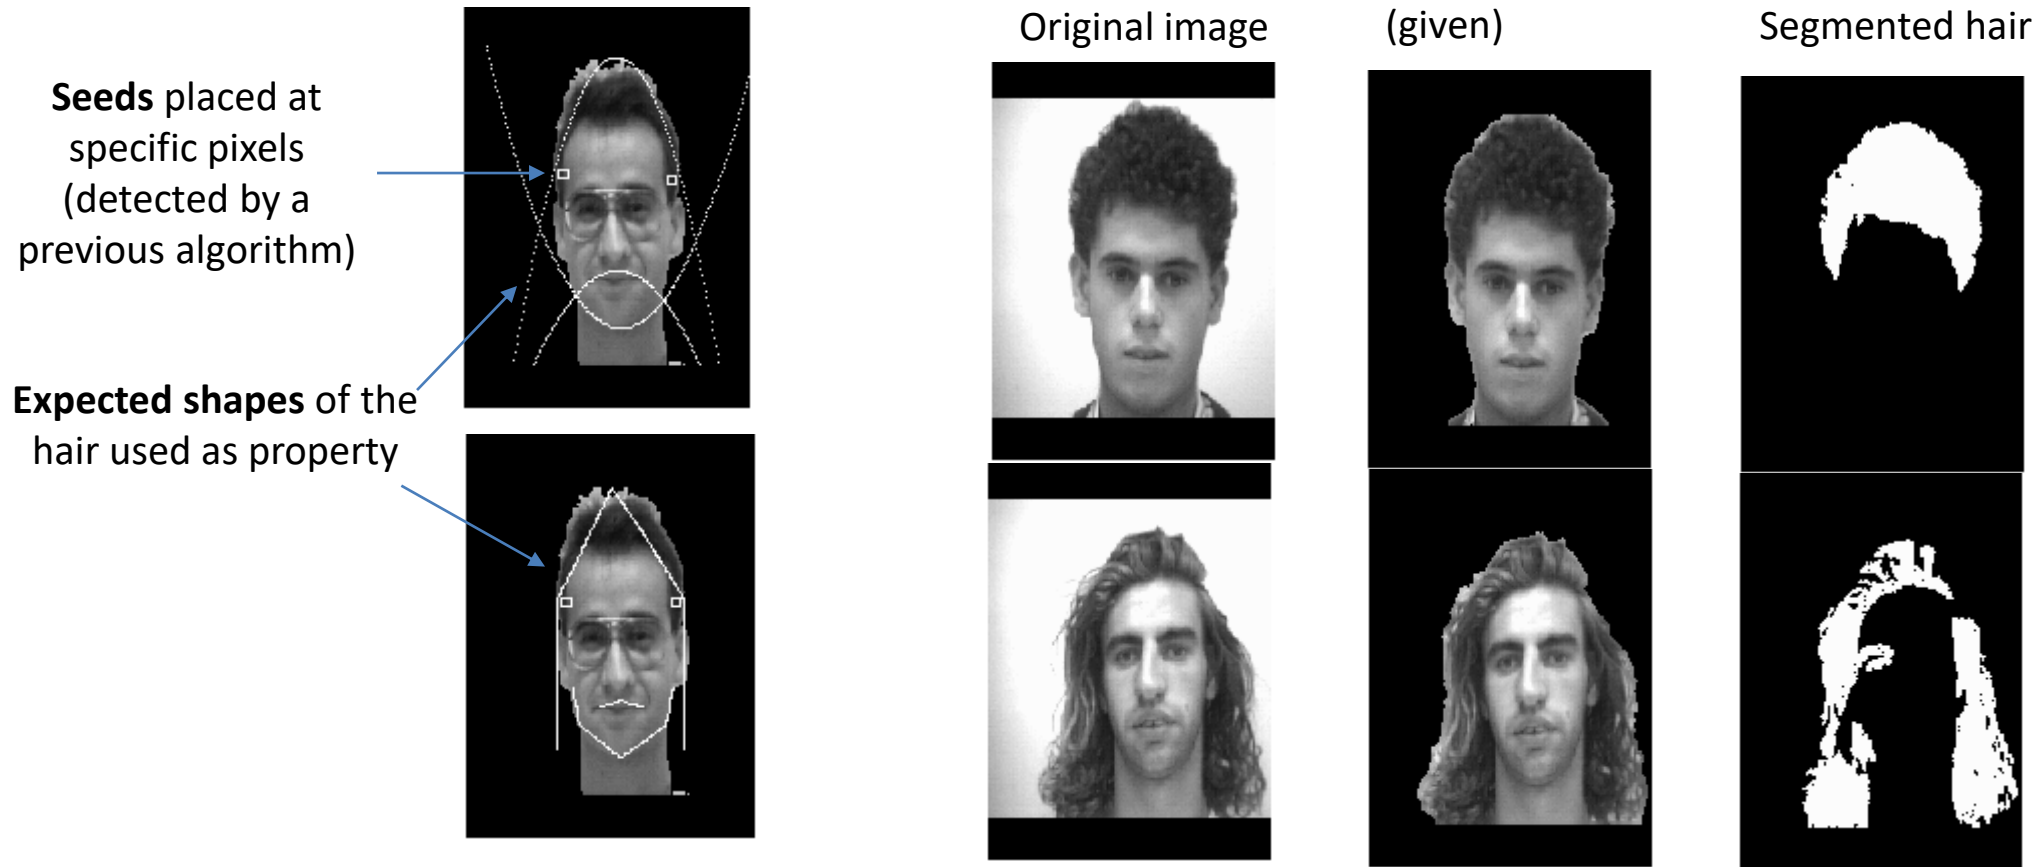 Seeds placed at
specific pixels
(detected by a
previous algorithm)
Expected shapes of the
hair used as property
Original image
(given)
Segmented hair